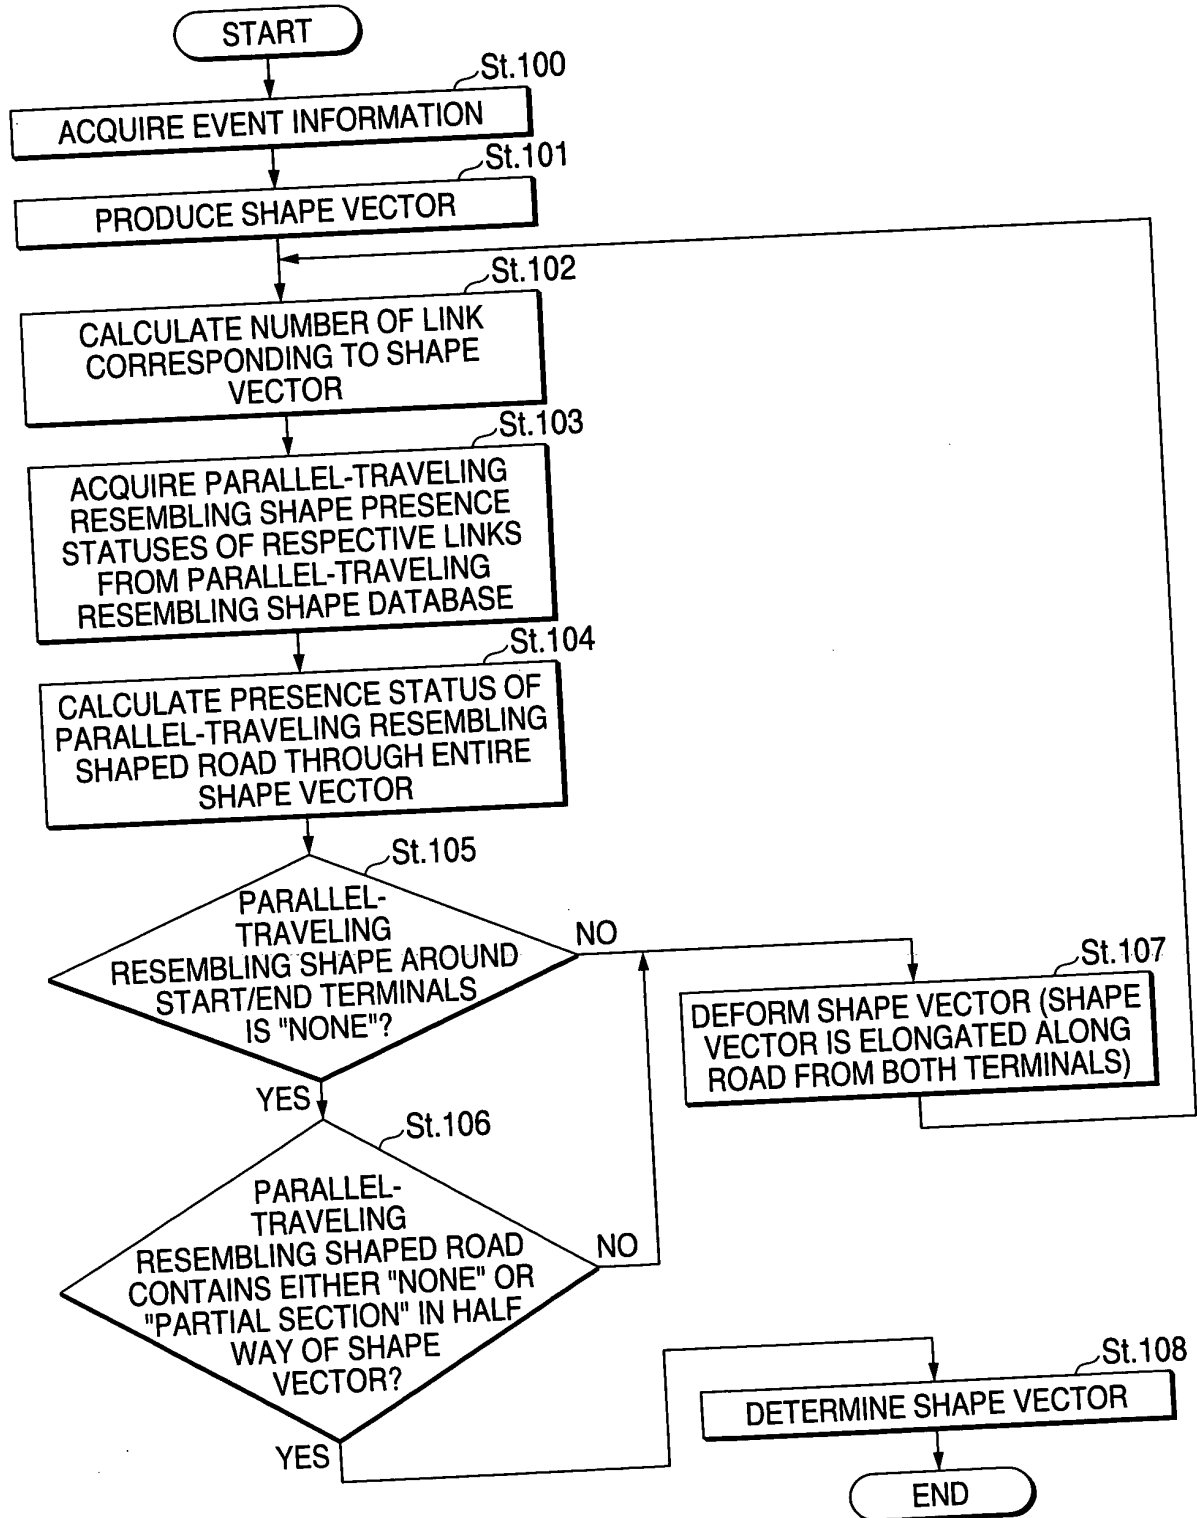 START
St.100
ACQUIRE EVENT INFORMATION
St.101
PRODUCE SHAPE VECTOR
St.102
CALCULATE NUMBER OF LINK
CORRESPONDING TO SHAPE
VECTOR
St.103
ACQUIRE PARALLEL-TRAVELING
RESEMBLING SHAPE PRESENCE
STATUSES OF RESPECTIVE LINKS
FROM PARALLEL-TRAVELING
RESEMBLING SHAPE DATABASE
St.104
CALCULATE PRESENCE STATUS OF
PARALLEL-TRAVELING RESEMBLING
SHAPED ROAD THROUGH ENTIRE
SHAPE VECTOR
St.105
PARALLEL-
TRAVELING
RESEMBLING SHAPE AROUND
START/END TERMINALS
IS "NONE"?
NO
YES
St.107
DEFORM SHAPE VECTOR (SHAPE
VECTOR IS ELONGATED ALONG
ROAD FROM BOTH TERMINALS)
St.106
PARALLEL-
TRAVELING
RESEMBLING SHAPED ROAD
CONTAINS EITHER "NONE" OR
"PARTIAL SECTION" IN HALF
WAY OF SHAPE
VECTOR?
NO
YES
St.108
DETERMINE SHAPE VECTOR
END